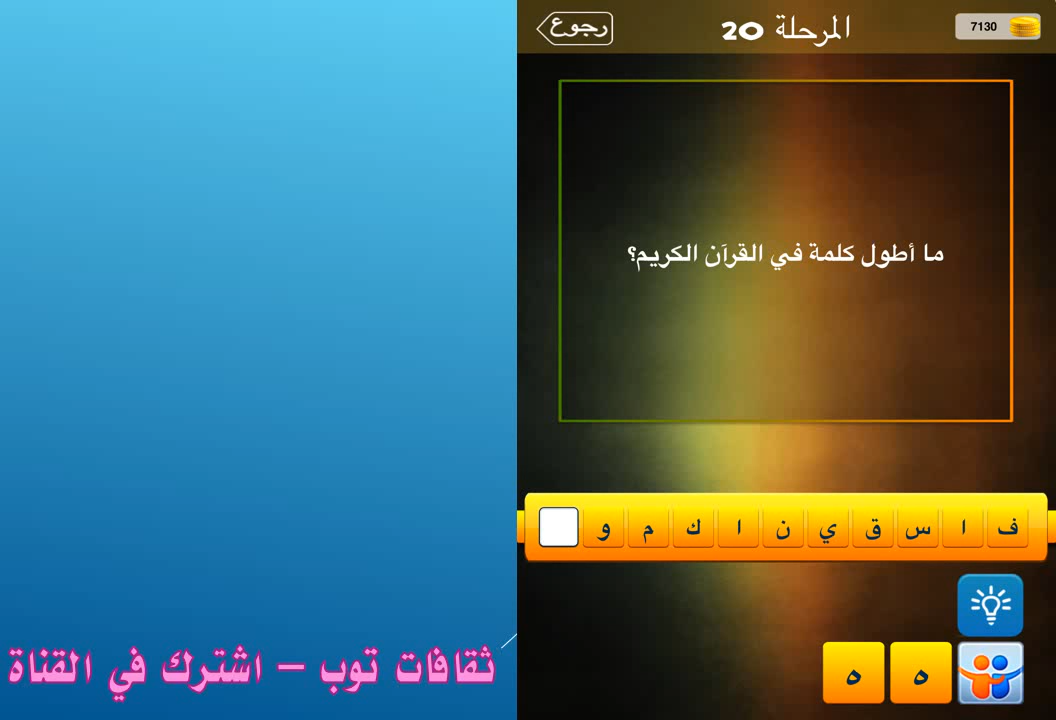 رجوع
المرحلة 20
7130
ما أطول كلمة في القرآن الكريم؟
ف ا س ق ي ن ا ك م و
ه ه
ثقافات توب – اشترك في القناة